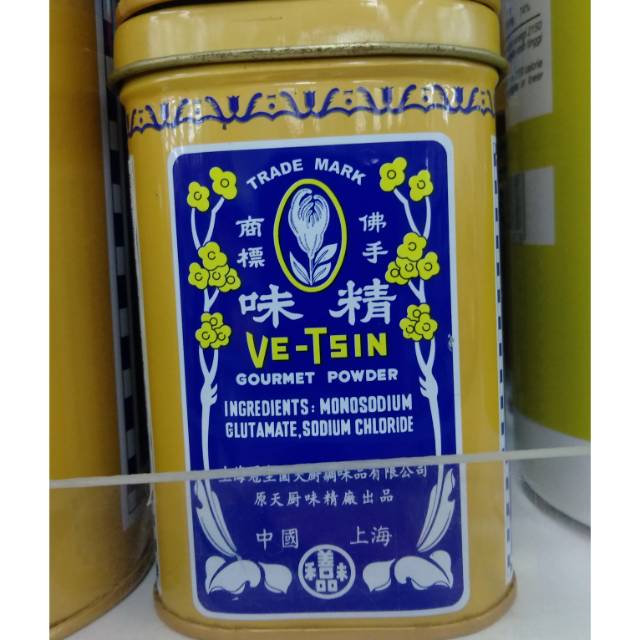 TRADE MARK
商標
佛手
味精
VE-TSIN
GOURMET POWDER
INGREDIENTS: MONOSODIUM
GLUTAMATE, SODIUM CHLORIDE
上海冠生園天厨調味品有限公司
原天厨味精廠出品
中國 上海